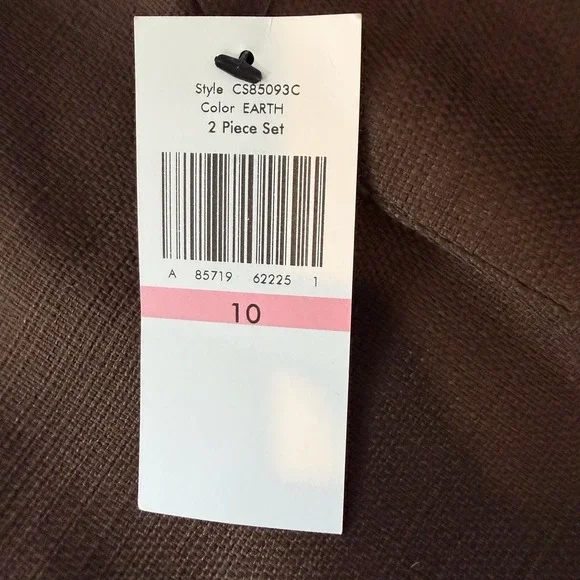 Style CS85093C
Color EARTH
2 Piece Set
A 85719 62225 1
10